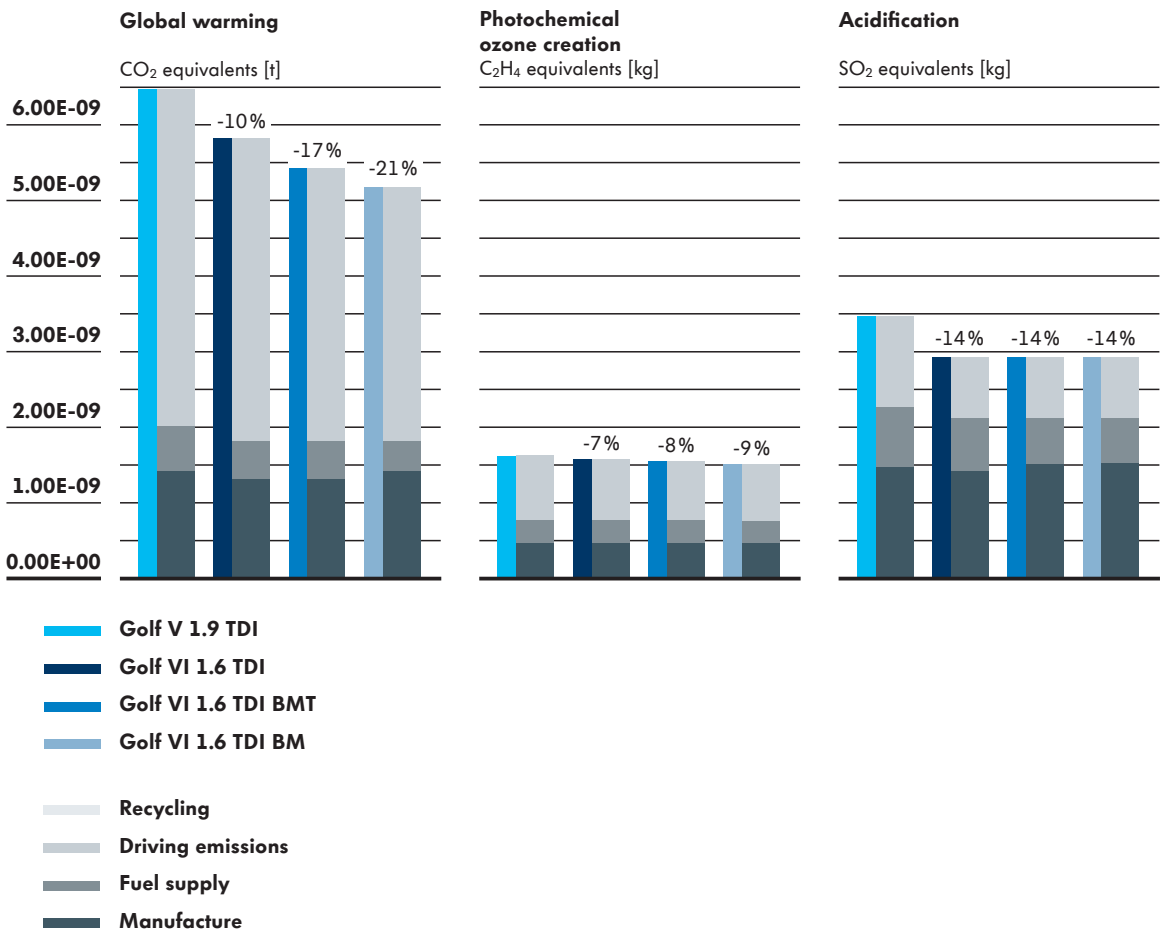 Global warming
CO₂ equivalents [t]
Photochemical
ozone creation
C₂H₄ equivalents [kg]
Acidification
SO₂ equivalents [kg]
6.00E-09
5.00E-09
4.00E-09
3.00E-09
2.00E-09
1.00E-09
0.00E+00
-10%
-17%
-21%
-7%
-8%
-9%
-14%
-14%
-14%
Golf V 1.9 TDI
Golf VI 1.6 TDI
Golf VI 1.6 TDI BMT
Golf VI 1.6 TDI BM
Recycling
Driving emissions
Fuel supply
Manufacture